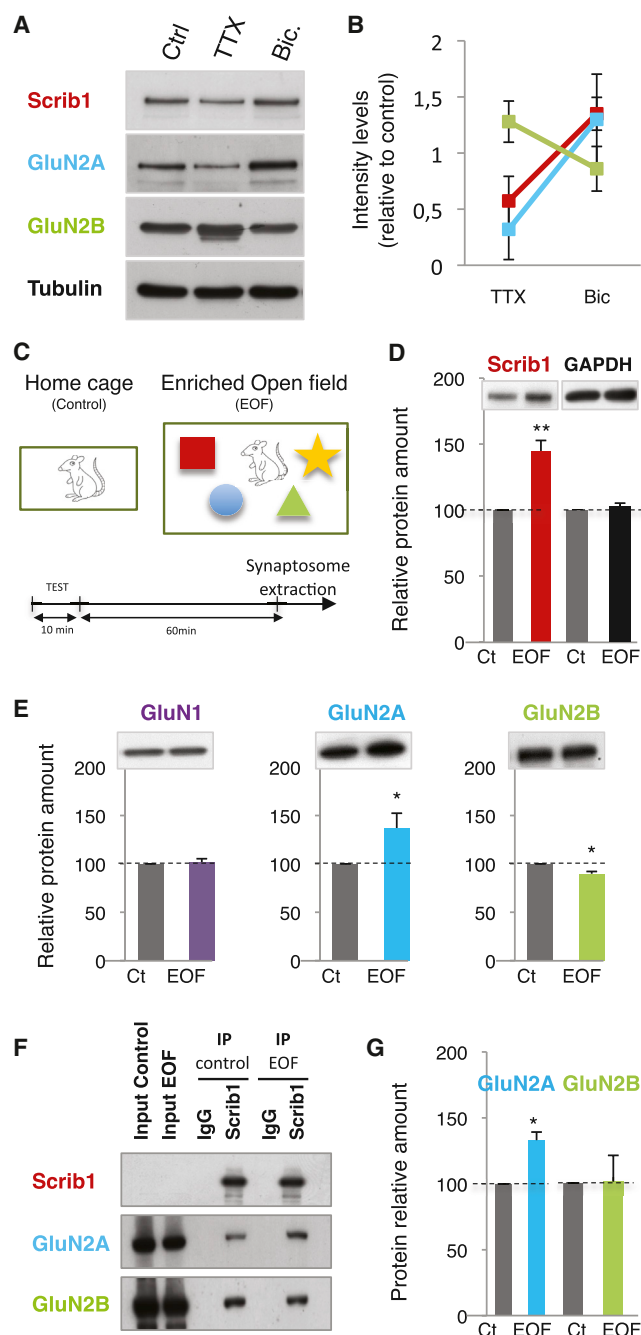 A
Ctrl TTX Bic.
Scrib1
GluN2A
GluN2B
Tubulin
B
Intensity levels
(relative to control)
2
1,5
1
0,5
0
TTX Bic
C
Home cage
(Control)
Enriched Open field
(EOF)
TEST
Synaptosome
extraction
10 min
60min
D
Scrib1 GAPDH
Relative protein amount
200
150
**
100
50
0
Ct EOF Ct EOF
E
GluN1 GluN2A GluN2B
Relative protein amount
200 200 200
150 150 150
* *
100 100 100
50 50 50
0 0 0
Ct EOF Ct EOF Ct EOF
F
Input Control
Input EOF
IP
control
IgG
Scrib1
IP
EOF
IgG
Scrib1
Scrib1
GluN2A
GluN2B
G
Protein relative amount
200
GluN2A GluN2B
150
*
100
50
0
Ct EOF Ct EOF